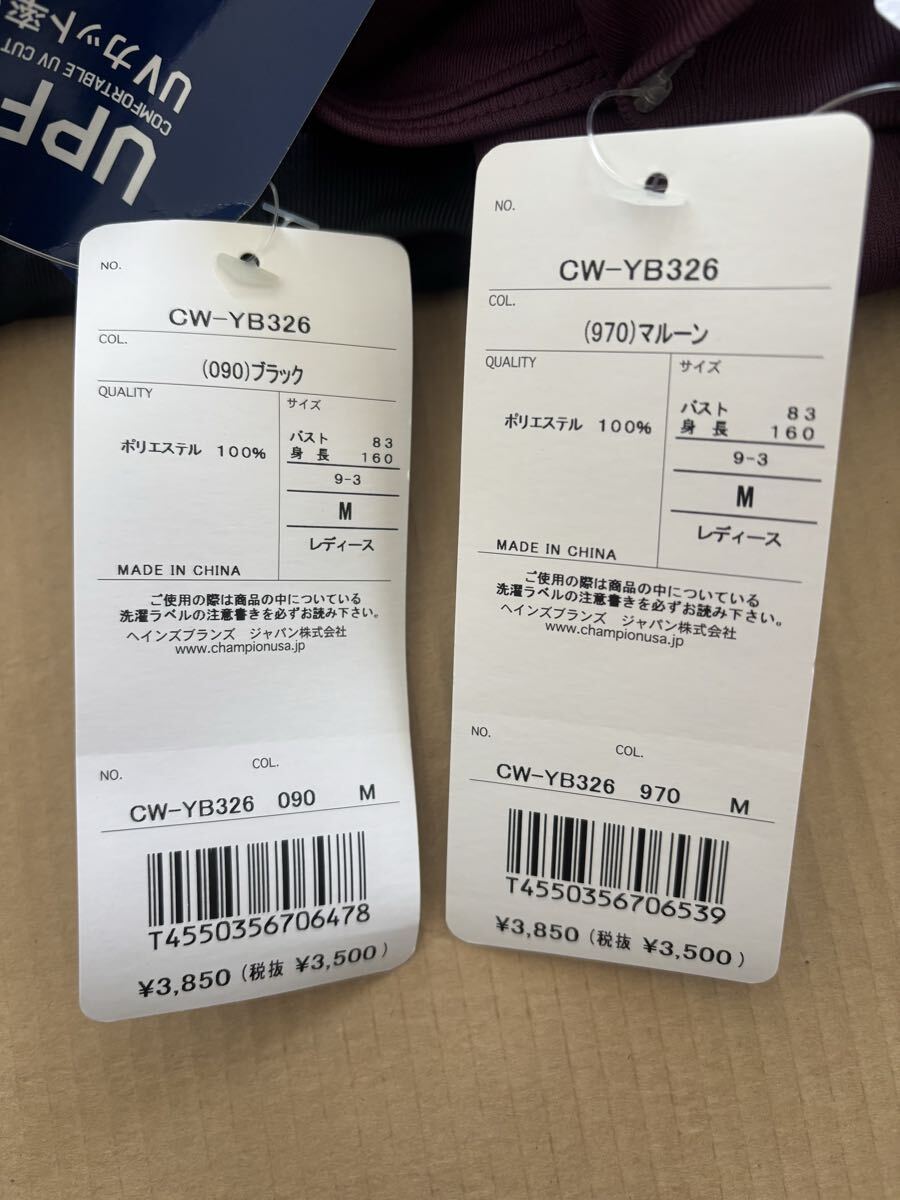 UPF
COMFORTABLE UV CUT
UVカット率
NO.
CW-YB326
COL.
(090)ブラック
QUALITY
サイズ
ポリエステル 100%
バスト 83
身長 160
9-3
M
レディース
MADE IN CHINA
ご使用の際は商品の中についている
洗濯ラベルの注意書きを必ずお読み下さい。
ヘインズブランズ ジャパン株式会社
www.championusa.jp
NO.
COL.
CW-YB326 090 M
T4550356706478
¥3,850 (税抜 ¥3,500)
NO.
CW-YB326
COL.
(970)マルーン
QUALITY
サイズ
ポリエステル 100%
バスト 83
身長 160
9-3
M
レディース
MADE IN CHINA
ご使用の際は商品の中についている
洗濯ラベルの注意書きを必ずお読み下さい。
ヘインズブランズ ジャパン株式会社
www.championusa.jp
NO.
COL.
CW-YB326 970 M
T4550356706539
¥3,850 (税抜 ¥3,500)